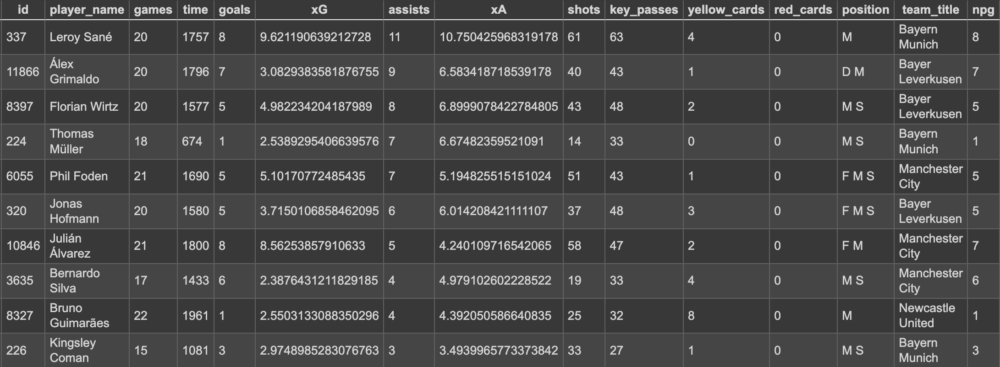 id player_name games time goals xG assists xA shots key_passes yellow_cards red_cards position team_title npg
337 Leroy Sané 20 1757 8 9.621190639212728 11 10.750425968319178 61 63 4 0 M Bayern Munich 8
11866 Álex Grimaldo 20 1796 7 3.0829383581876755 9 6.583418718539178 40 43 1 0 D M Bayer Leverkusen 7
8397 Florian Wirtz 20 1577 5 4.982234204187989 8 6.8999078422784805 43 48 2 0 M S Bayer Leverkusen 5
224 Thomas Müller 18 674 1 2.5389295406639576 7 6.67482359521091 14 33 0 0 M S Bayern Munich 1
6055 Phil Foden 21 1690 5 5.10170772485435 7 5.194825515151024 51 43 1 0 F M S Manchester City 5
320 Jonas Hofmann 20 1580 5 3.7150106858462095 6 6.014208421111107 37 48 3 0 F M S Bayer Leverkusen 5
10846 Julián Álvarez 21 1800 8 8.56253857910633 5 4.240109716542065 58 47 2 0 F M Manchester City 7
3635 Bernardo Silva 17 1433 6 2.3876431211829185 4 4.979102602228522 19 33 4 0 M S Manchester City 6
8327 Bruno Guimarães 22 1961 1 2.5503133088350296 4 4.392050586640835 25 32 8 0 M Newcastle United 1
226 Kingsley Coman 15 1081 3 2.9748985283076763 3 3.4939965773373842 33 27 1 0 M S Bayern Munich 3